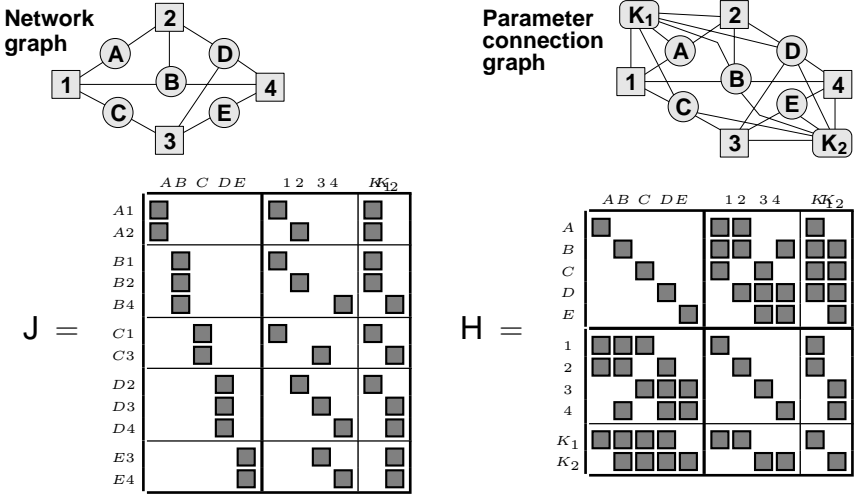 Network graph
2
A
D
1
B
4
C
E
3
Parameter connection graph
K1
2
A
D
1
B
4
C
E
3
K2
J =
A B C D E 1 2 3 4 K1 K2
A1
A2
B1
B2
B4
C1
C3
D2
D3
D4
E3
E4
H =
A B C D E 1 2 3 4 K1 K2
A
B
C
D
E
1
2
3
4
K1
K2